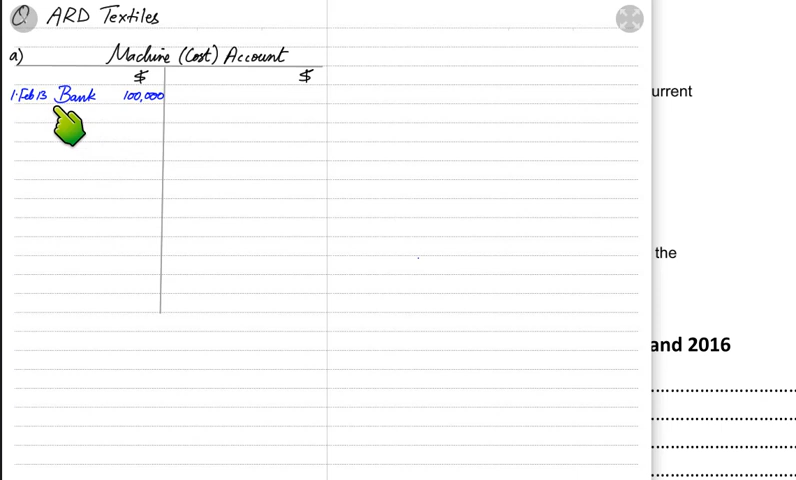 Q ARD Textiles
a) Machine (Cost) Account
$ $
1·Feb 13 Bank 100,000
urrent
the
and 2016